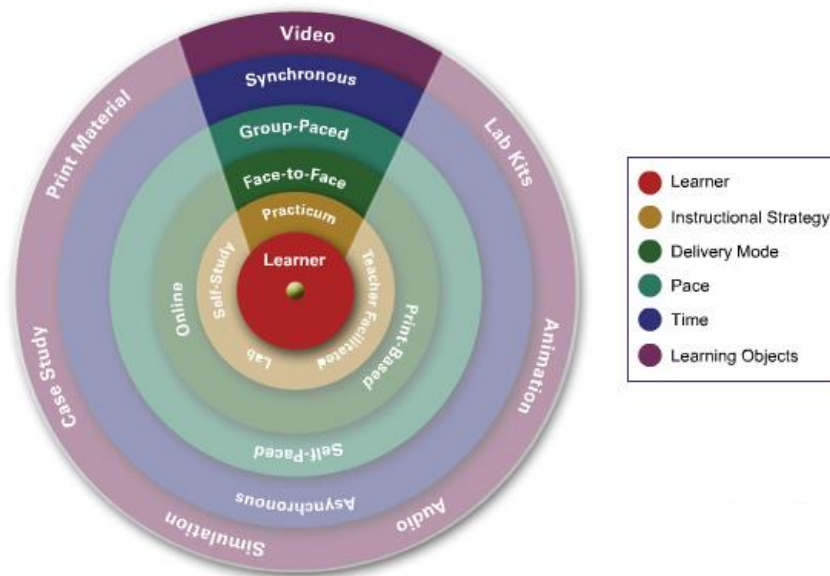 Video
Synchronous
Group-Paced
Face-to-Face
Practicum
Learner
Print Material
Lab Kits
Self-Study
Teacher Facilitated
Lab
Online
Print-Based
Case Study
Animation
Self-Paced
Asynchronous
Simulation
Audio
Learner
Instructional Strategy
Delivery Mode
Pace
Time
Learning Objects